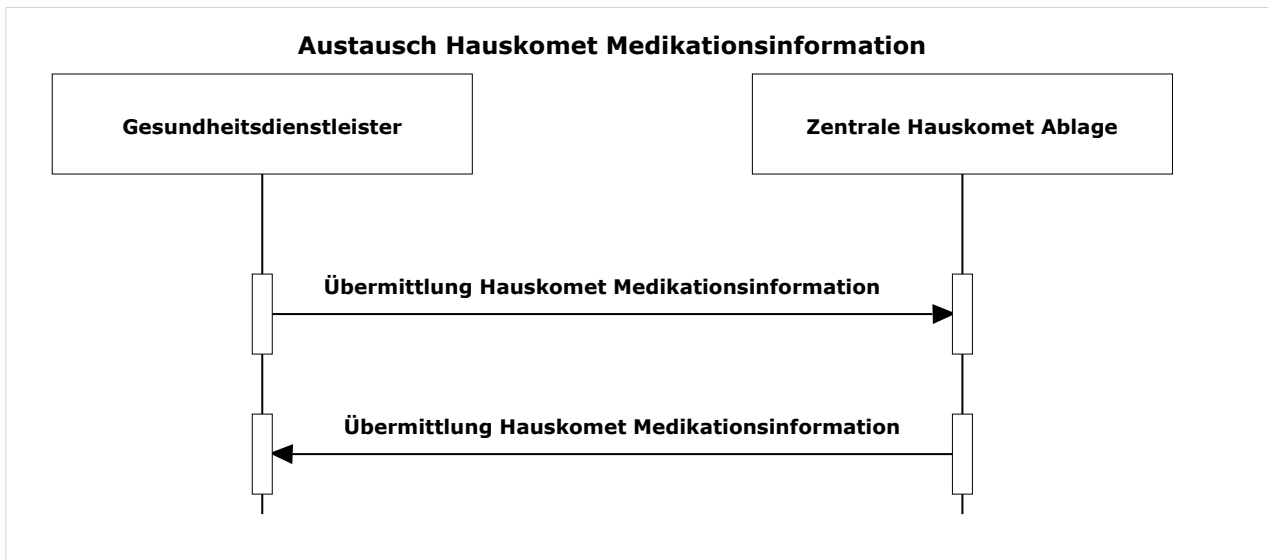 Austausch Hauskomet Medikationsinformation
Gesundheitsdienstleister
Zentrale Hauskomet Ablage
Übermittlung Hauskomet Medikationsinformation
Übermittlung Hauskomet Medikationsinformation